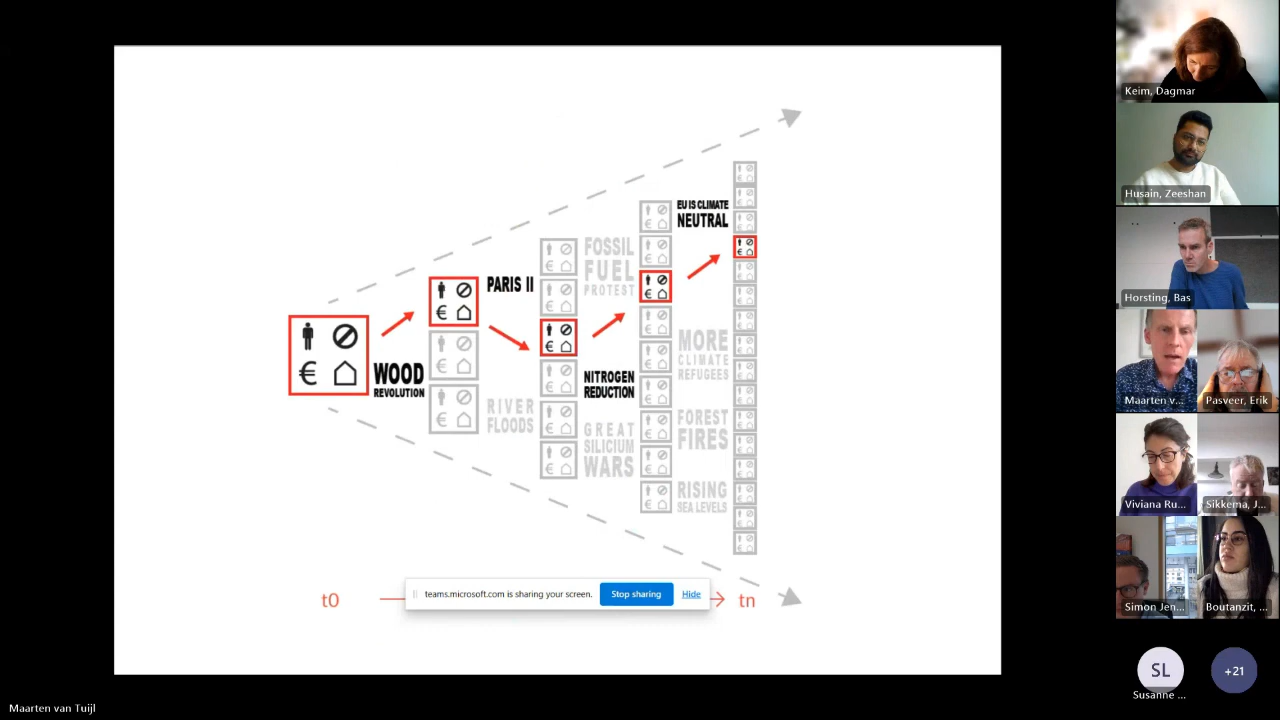 EU IS CLIMATE
NEUTRAL
FOSSIL
FUEL
PROTEST
PARIS II
WOOD
REVOLUTION
NITROGEN
REDUCTION
MORE
CLIMATE
REFUGEES
RIVER
FLOODS
GREAT
SILICIUM
WARS
FOREST
FIRES
RISING
SEA LEVELS
t0
tn
teams.microsoft.com is sharing your screen.
Stop sharing
Hide
Maarten van Tuijl
Keim, Dagmar
Husain, Zeeshan
Horsting, Bas
Maarten v...
Pasveer, Erik
Viviana Ru...
Sikkema, J...
Simon Jen...
Boutanzit, ...
SL
Susanne ...
+21